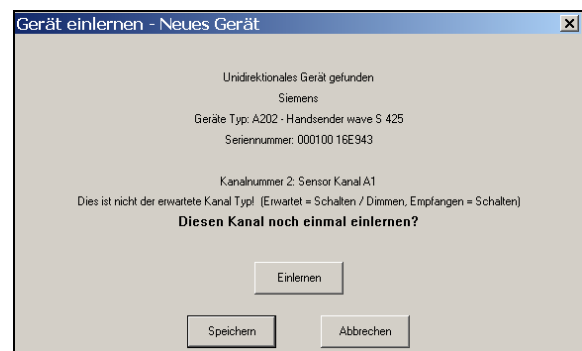 Gerät einlernen - Neues Gerät
Unidirektionales Gerät gefunden
Siemens
Geräte Typ: A202 - Handsender wave S 425
Seriennummer: 000100 16E943
Kanalnummer 2: Sensor Kanal A1
Dies ist nicht der erwartete Kanal Typ! (Erwartet = Schalten / Dimmen, Empfangen = Schalten)
Diesen Kanal noch einmal einlernen?
Einlernen
Speichern Abbrechen